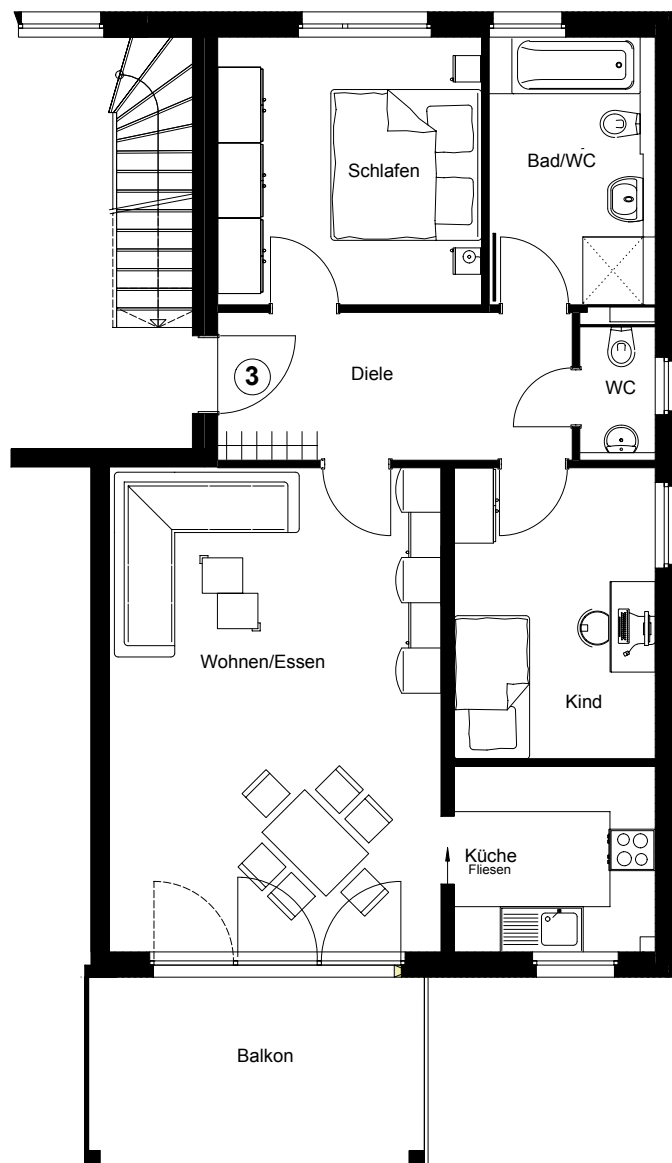 Schlafen
Bad/WC
3
Diele
WC
Wohnen/Essen
Kind
Küche
Fliesen
Balkon